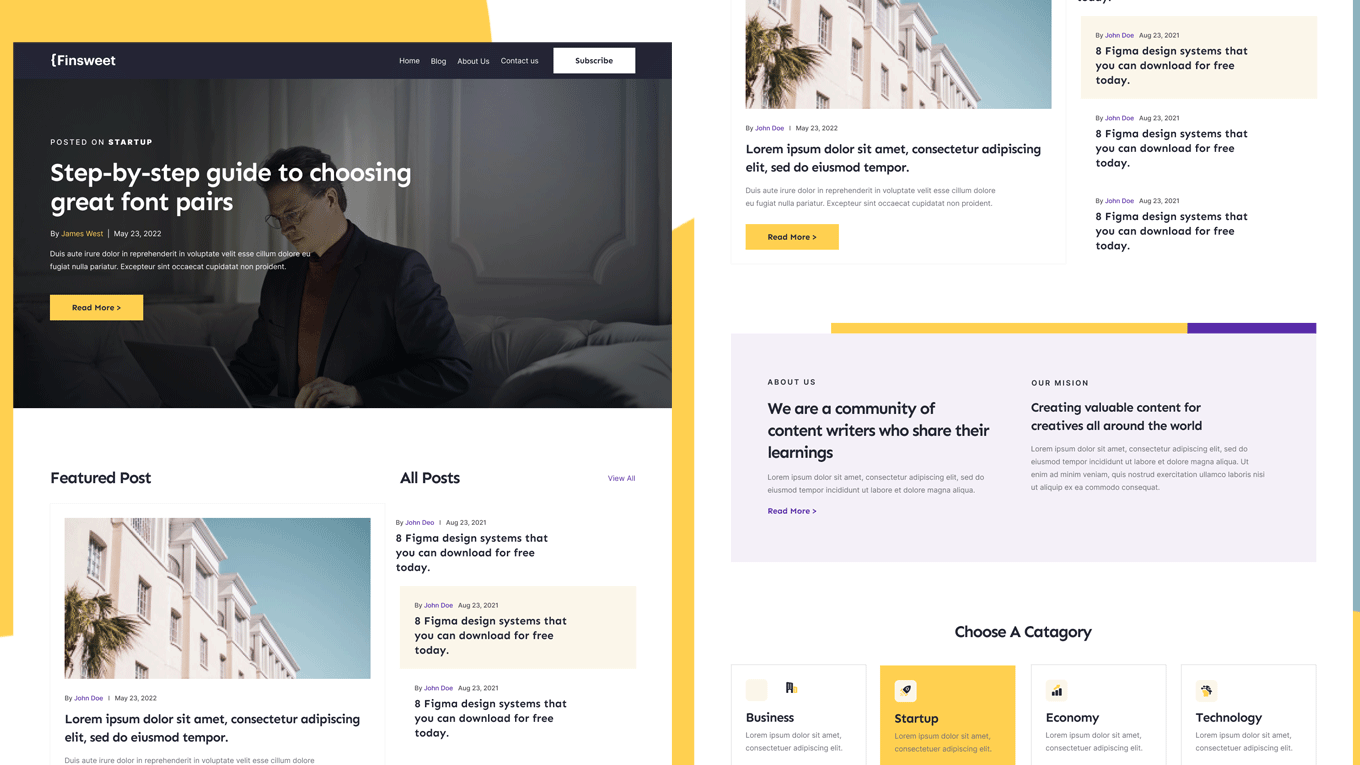 {Finsweet
Home Blog About Us Contact us Subscribe
POSTED ON STARTUP
Step-by-step guide to choosing
great font pairs
By James West | May 23, 2022
Duis aute irure dolor in reprehenderit in voluptate velit esse cillum dolore eu
fugiat nulla pariatur. Excepteur sint occaecat cupidatat non proident.
Read More >
Featured Post
All Posts
View All
By John Doe | May 23, 2022
Lorem ipsum dolor sit amet, consectetur adipiscing
elit, sed do eiusmod tempor.
Duis aute irure dolor in reprehenderit in voluptate velit esse cillum dolore
By John Deo | Aug 23, 2021
8 Figma design systems that
you can download for free
today.
By John Doe Aug 23, 2021
8 Figma design systems that
you can download for free
today.
By John Doe Aug 23, 2021
8 Figma design systems that
you can download for free
today.
By John Doe | May 23, 2022
Lorem ipsum dolor sit amet, consectetur adipiscing
elit, sed do eiusmod tempor.
Duis aute irure dolor in reprehenderit in voluptate velit esse cillum dolore
eu fugiat nulla pariatur. Excepteur sint occaecat cupidatat non proident.
Read More >
By John Doe Aug 23, 2021
8 Figma design systems that
you can download for free
today.
By John Doe Aug 23, 2021
8 Figma design systems that
you can download for free
today.
By John Doe Aug 23, 2021
8 Figma design systems that
you can download for free
today.
ABOUT US
We are a community of
content writers who share their
learnings
Lorem ipsum dolor sit amet, consectetur adipiscing elit, sed do
eiusmod tempor incididunt ut labore et dolore magna aliqua.
Read More >
OUR MISION
Creating valuable content for
creatives all around the world
Lorem ipsum dolor sit amet, consectetur adipiscing elit, sed do
eiusmod tempor incididunt ut labore et dolore magna aliqua. Ut
enim ad minim veniam, quis nostrud exercitation ullamco laboris nisi
ut aliquip ex ea commodo consequat.
Choose A Catagory
Business
Lorem ipsum dolor sit amet,
consectetuer adipiscing elit.
Startup
Lorem ipsum dolor sit amet,
consectetuer adipiscing elit.
Economy
Lorem ipsum dolor sit amet,
consectetuer adipiscing elit.
Technology
Lorem ipsum dolor sit amet,
consectetuer adipiscing elit.